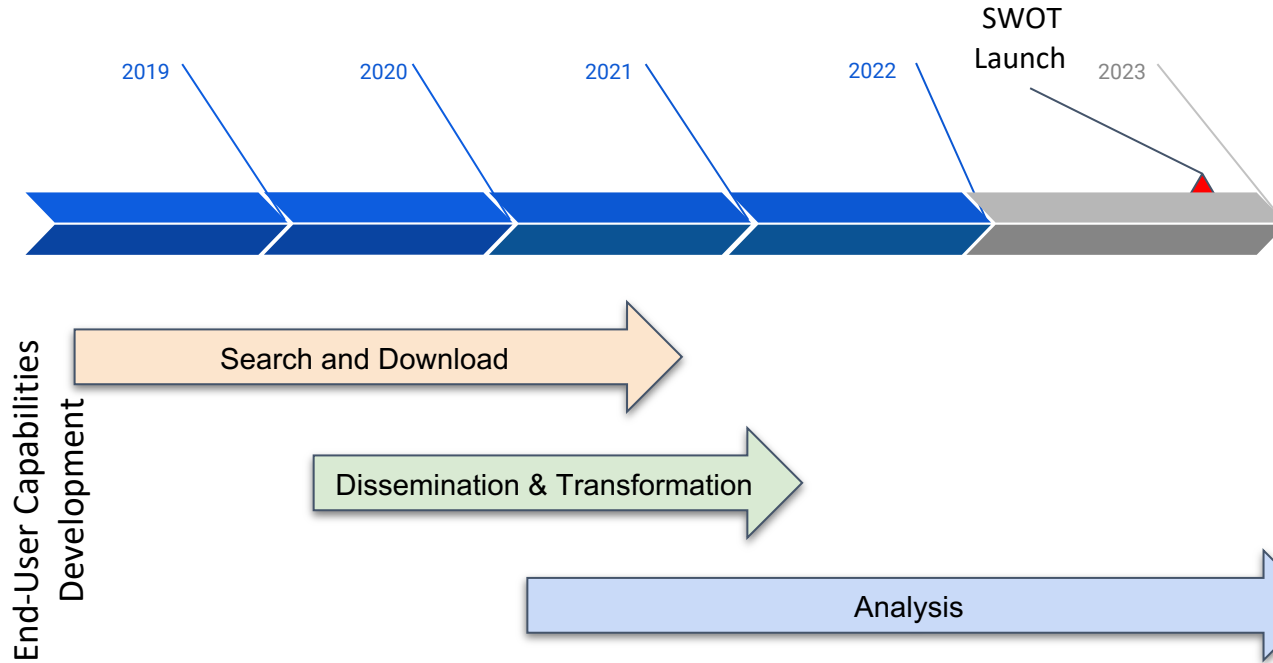 SWOT
Launch
2019
2020
2021
2022
2023
End-User Capabilities
Development
Search and Download
Dissemination & Transformation
Analysis